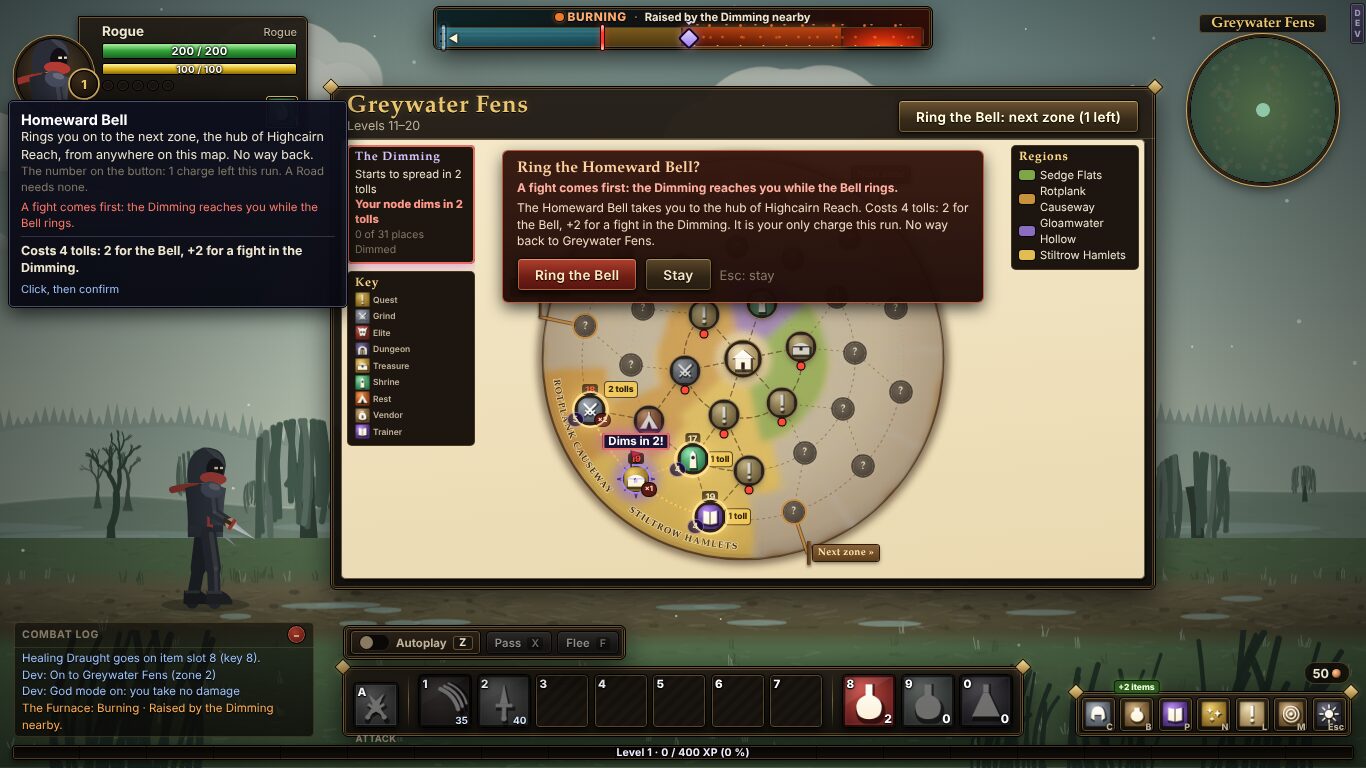 BURNING · Raised by the Dimming nearby
Rogue
Rogue
200 / 200
100 / 100
1
Greywater Fens
DEV
Homeward Bell
Rings you on to the next zone, the hub of Highcairn
Reach, from anywhere on this map. No way back.
The number on the button: 1 charge left this run. A Road
needs none.
A fight comes first: the Dimming reaches you while the
Bell rings.
Costs 4 tolls: 2 for the Bell, +2 for a fight in the
Dimming.
Click, then confirm
Greywater Fens
Levels 11–20
Ring the Bell: next zone (1 left)
The Dimming
Starts to spread in 2
tolls
Your node dims in 2
tolls
0 of 31 places
Dimmed
Key
Quest
Grind
Elite
Dungeon
Treasure
Shrine
Rest
Vendor
Trainer
Ring the Homeward Bell?
A fight comes first: the Dimming reaches you while the Bell rings.
The Homeward Bell takes you to the hub of Highcairn Reach. Costs 4 tolls: 2 for
the Bell, +2 for a fight in the Dimming. It is your only charge this run. No way
back to Greywater Fens.
Ring the Bell
Stay
Esc: stay
Regions
Sedge Flats
Rotplank
Causeway
Gloamwater
Hollow
Stiltrow Hamlets
? ? ? ? ? ? ? ? ? ? ?
2 tolls
Dims in 2!
17
1 toll
19
×1
19
1 toll
ROTPLANK CAUSEWAY
STILTROW HAMLETS
Next zone »
COMBAT LOG
Healing Draught goes on item slot 8 (key 8).
Dev: On to Greywater Fens (zone 2)
Dev: God mode on: you take no damage
The Furnace: Burning · Raised by the Dimming
nearby.
Autoplay Z
Pass X
Flee F
A
ATTACK
1 35
2 40
3
4
5
6
7
8 2
9 0
0 0
50
+2 items
C
B
P
N
L
M
Esc
Level 1 · 0 / 400 XP (0 %)